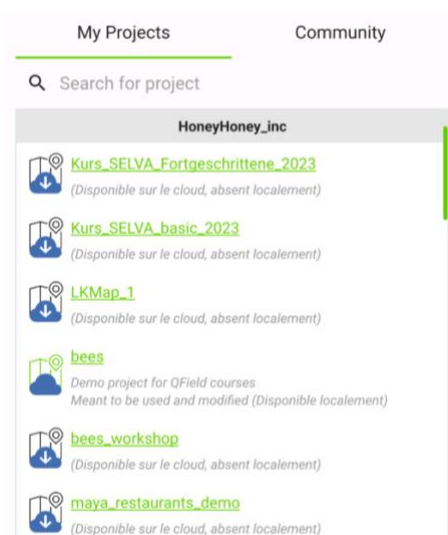 My Projects Community
Search for project
HoneyHoney_inc
Kurs_SELVA_Fortgeschrittene_2023
(Disponible sur le cloud, absent localement)
Kurs_SELVA_basic_2023
(Disponible sur le cloud, absent localement)
LKMap_1
(Disponible sur le cloud, absent localement)
bees
Demo project for QField courses
Meant to be used and modified (Disponible localement)
bees_workshop
(Disponible sur le cloud, absent localement)
maya_restaurants_demo
(Disponible sur le cloud, absent localement)